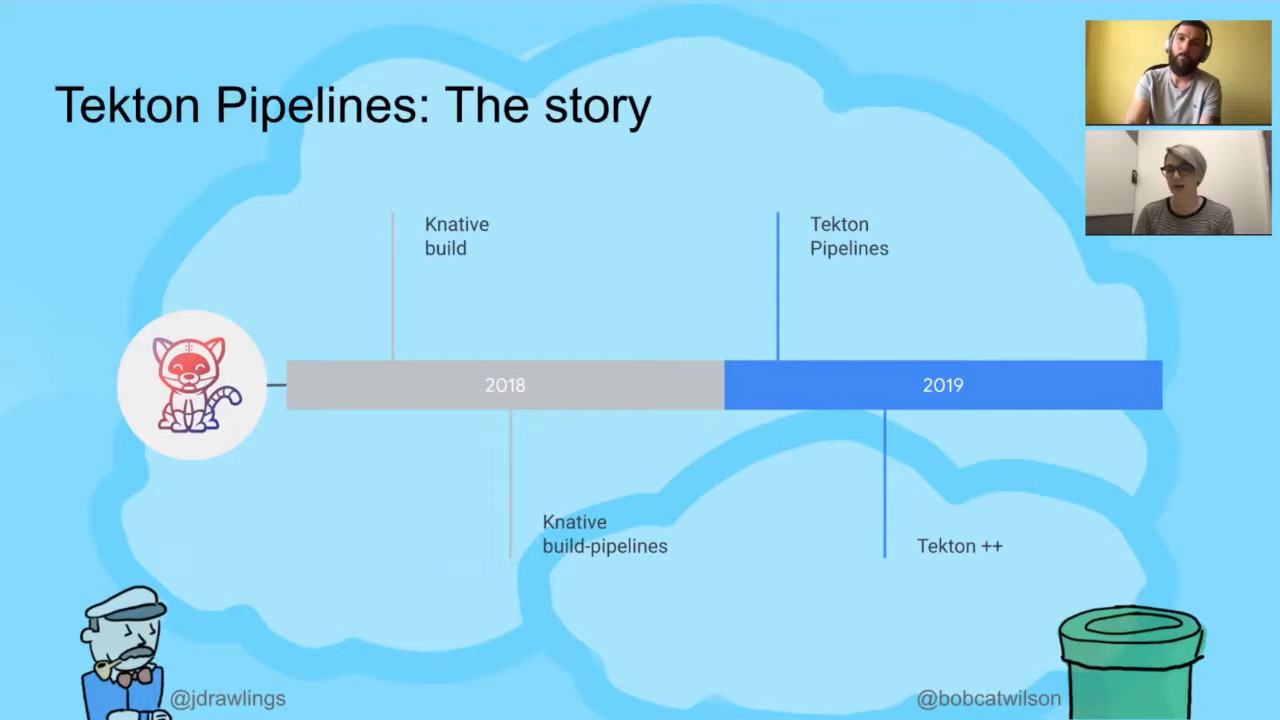 Tekton Pipelines: The story
Knative
build
Tekton
Pipelines
2018
2019
Knative
build-pipelines
Tekton ++
@jdrawlings
@bobcatwilson